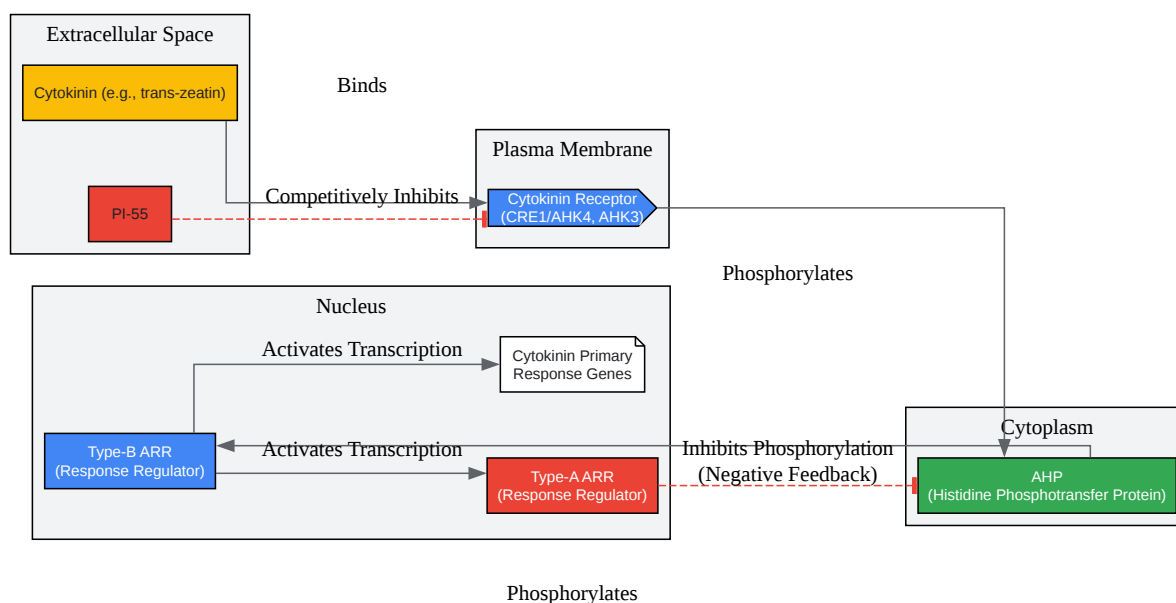 Extracellular Space
Cytokinin (e.g., trans-zeatin)
Binds
Plasma Membrane
Competitively Inhibits
Cytokinin Receptor
(CRE1/AHK4, AHK3)
PI-55
Phosphorylates
Nucleus
Activates Transcription
Cytokinin Primary
Response Genes
Cytoplasm
Type-B ARR
(Response Regulator)
Activates Transcription
Type-A ARR
(Response Regulator)
Inhibits Phosphorylation
(Negative Feedback)
AHP
(Histidine Phosphotransfer Protein)
Phosphorylates